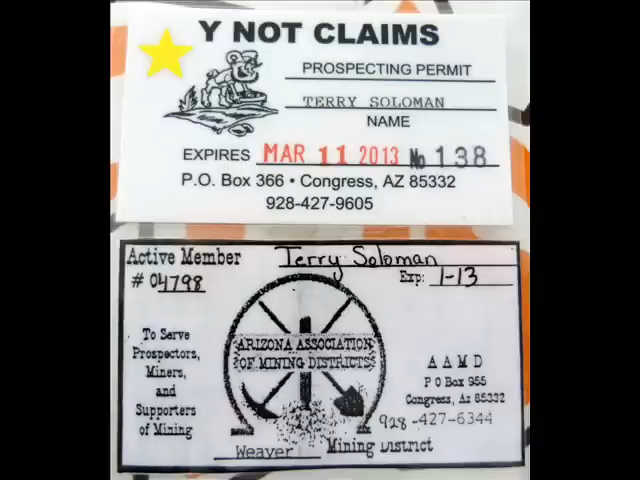 Y NOT CLAIMS
PROSPECTING PERMIT
TERRY SOLOMAN
NAME
EXPIRES MAR 11 2013 No 138
P.O. Box 366 • Congress, AZ 85332
928-427-9605
Active Member Terry Soloman
# 04798 Exp: 1-13
To Serve
Prospectors,
Miners,
and
Supporters
of Mining
ARIZONA ASSOCIATION
OF MINING DISTRICTS
A A M D
P O Box 955
Congress, Az 85332
928-427-6344
Weaver Mining District